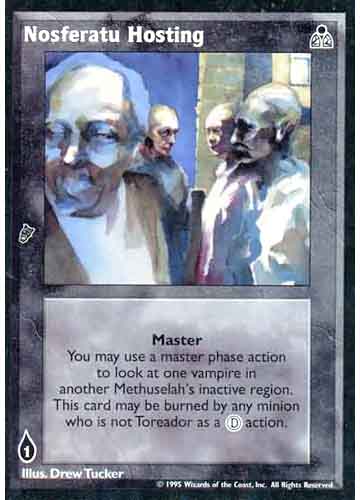 Nosferatu Hosting
Master
You may use a master phase action
to look at one vampire in
another Methuselah's inactive region.
This card may be burned by any minion
who is not Toreador as a Ⓓ action.
1
Illus. Drew Tucker
© 1995 Wizards of the Coast, Inc. All Rights Reserved.